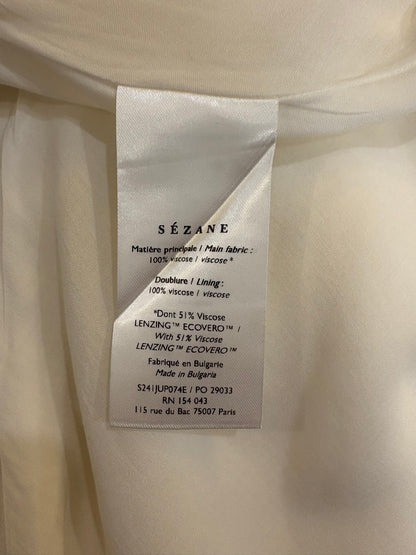 SÉZANE
Matière principale / Main fabric :
100% viscose / viscose *
Doublure / Lining :
100% viscose / viscose
*Dont 51% Viscose
LENZING™ ECOVERO™ /
With 51% Viscose
LENZING ™ ECOVERO™
Fabriqué en Bulgarie
Made in Bulgaria
S241JUP074E / PO 29033
RN 154 043
115 rue du Bac 75007 Paris